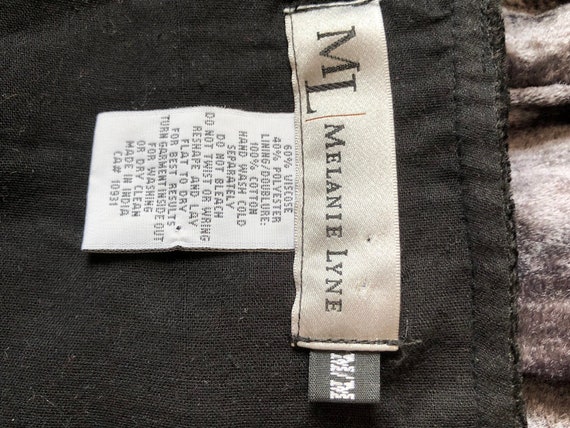 ML | MELANIE LYNE
M/M
60% VISCOSE
40% POLYESTER
LINING/DOUBLURE:
100% COTTON
HAND WASH COLD
SEPARATELY
DO NOT BLEACH
DO NOT TWIST OR WRING
RESHAPE AND LAY
FLAT TO DRY
FOR BEST RESULTS
TURN GARMENT INSIDE OUT
FOR WASHING
OR DRY CLEAN
MADE IN INDIA
CA# 10931